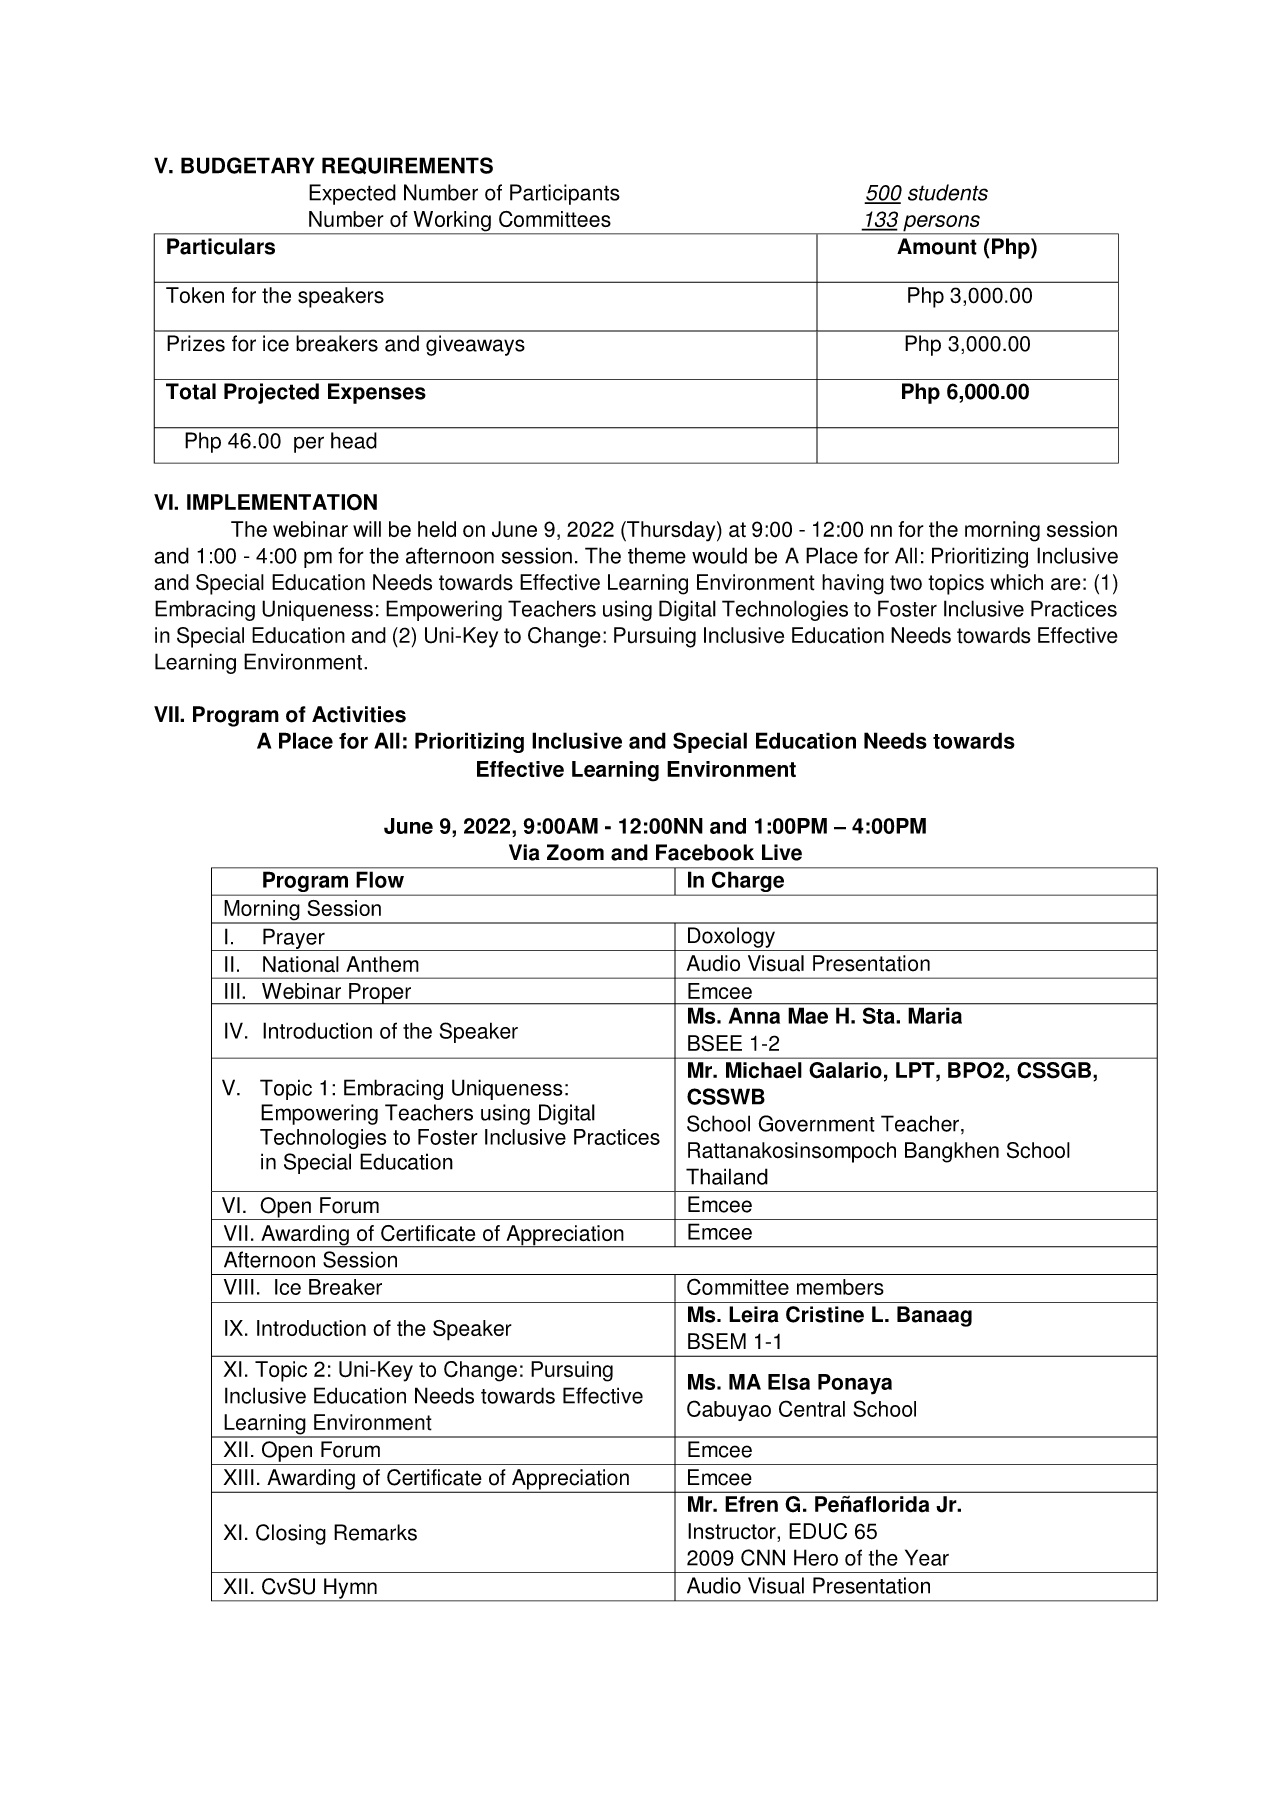 V. BUDGETARY REQUIREMENTS
Expected Number of Participants 500 students
Number of Working Committees 133 persons
Particulars Amount (Php)
Token for the speakers Php 3,000.00
Prizes for ice breakers and giveaways Php 3,000.00
Total Projected Expenses Php 6,000.00
Php 46.00 per head
VI. IMPLEMENTATION
The webinar will be held on June 9, 2022 (Thursday) at 9:00 - 12:00 nn for the morning session
and 1:00 - 4:00 pm for the afternoon session. The theme would be A Place for All: Prioritizing Inclusive
and Special Education Needs towards Effective Learning Environment having two topics which are: (1)
Embracing Uniqueness: Empowering Teachers using Digital Technologies to Foster Inclusive Practices
in Special Education and (2) Uni-Key to Change: Pursuing Inclusive Education Needs towards Effective
Learning Environment.
VII. Program of Activities
A Place for All: Prioritizing Inclusive and Special Education Needs towards
Effective Learning Environment
June 9, 2022, 9:00AM - 12:00NN and 1:00PM – 4:00PM
Via Zoom and Facebook Live
Program Flow In Charge
Morning Session
I. Prayer Doxology
II. National Anthem Audio Visual Presentation
III. Webinar Proper Emcee
IV. Introduction of the Speaker
Ms. Anna Mae H. Sta. Maria
BSEE 1-2
V. Topic 1: Embracing Uniqueness:
Empowering Teachers using Digital
Technologies to Foster Inclusive Practices
in Special Education
Mr. Michael Galario, LPT, BPO2, CSSGB,
CSSWB
School Government Teacher,
Rattanakosinsompoch Bangkhen School
Thailand
VI. Open Forum Emcee
VII. Awarding of Certificate of Appreciation Emcee
Afternoon Session
VIII. Ice Breaker Committee members
IX. Introduction of the Speaker
Ms. Leira Cristine L. Banaag
BSEM 1-1
XI. Topic 2: Uni-Key to Change: Pursuing
Inclusive Education Needs towards Effective
Learning Environment
Ms. MA Elsa Ponaya
Cabuyao Central School
XII. Open Forum Emcee
XIII. Awarding of Certificate of Appreciation Emcee
XI. Closing Remarks
Mr. Efren G. Peñaflorida Jr.
Instructor, EDUC 65
2009 CNN Hero of the Year
XII. CvSU Hymn Audio Visual Presentation